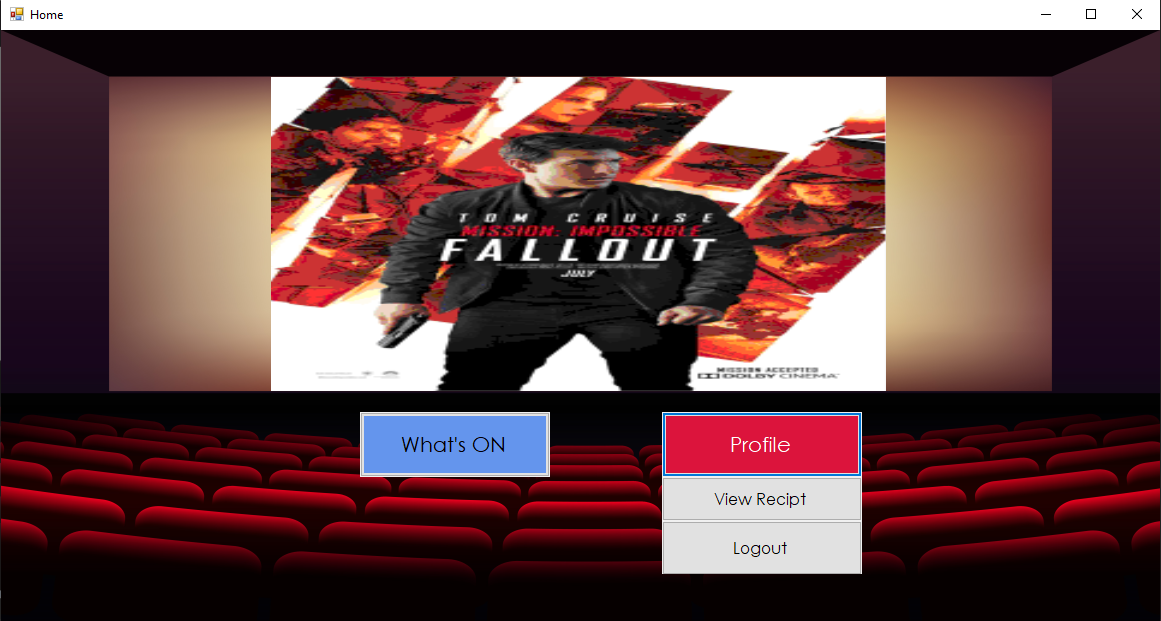 Home
TOM CRUISE
MISSION: IMPOSSIBLE
FALLOUT
JULY
MISSION ACCEPTED
DOLBY CINEMA
What's ON
Profile
View Recipt
Logout